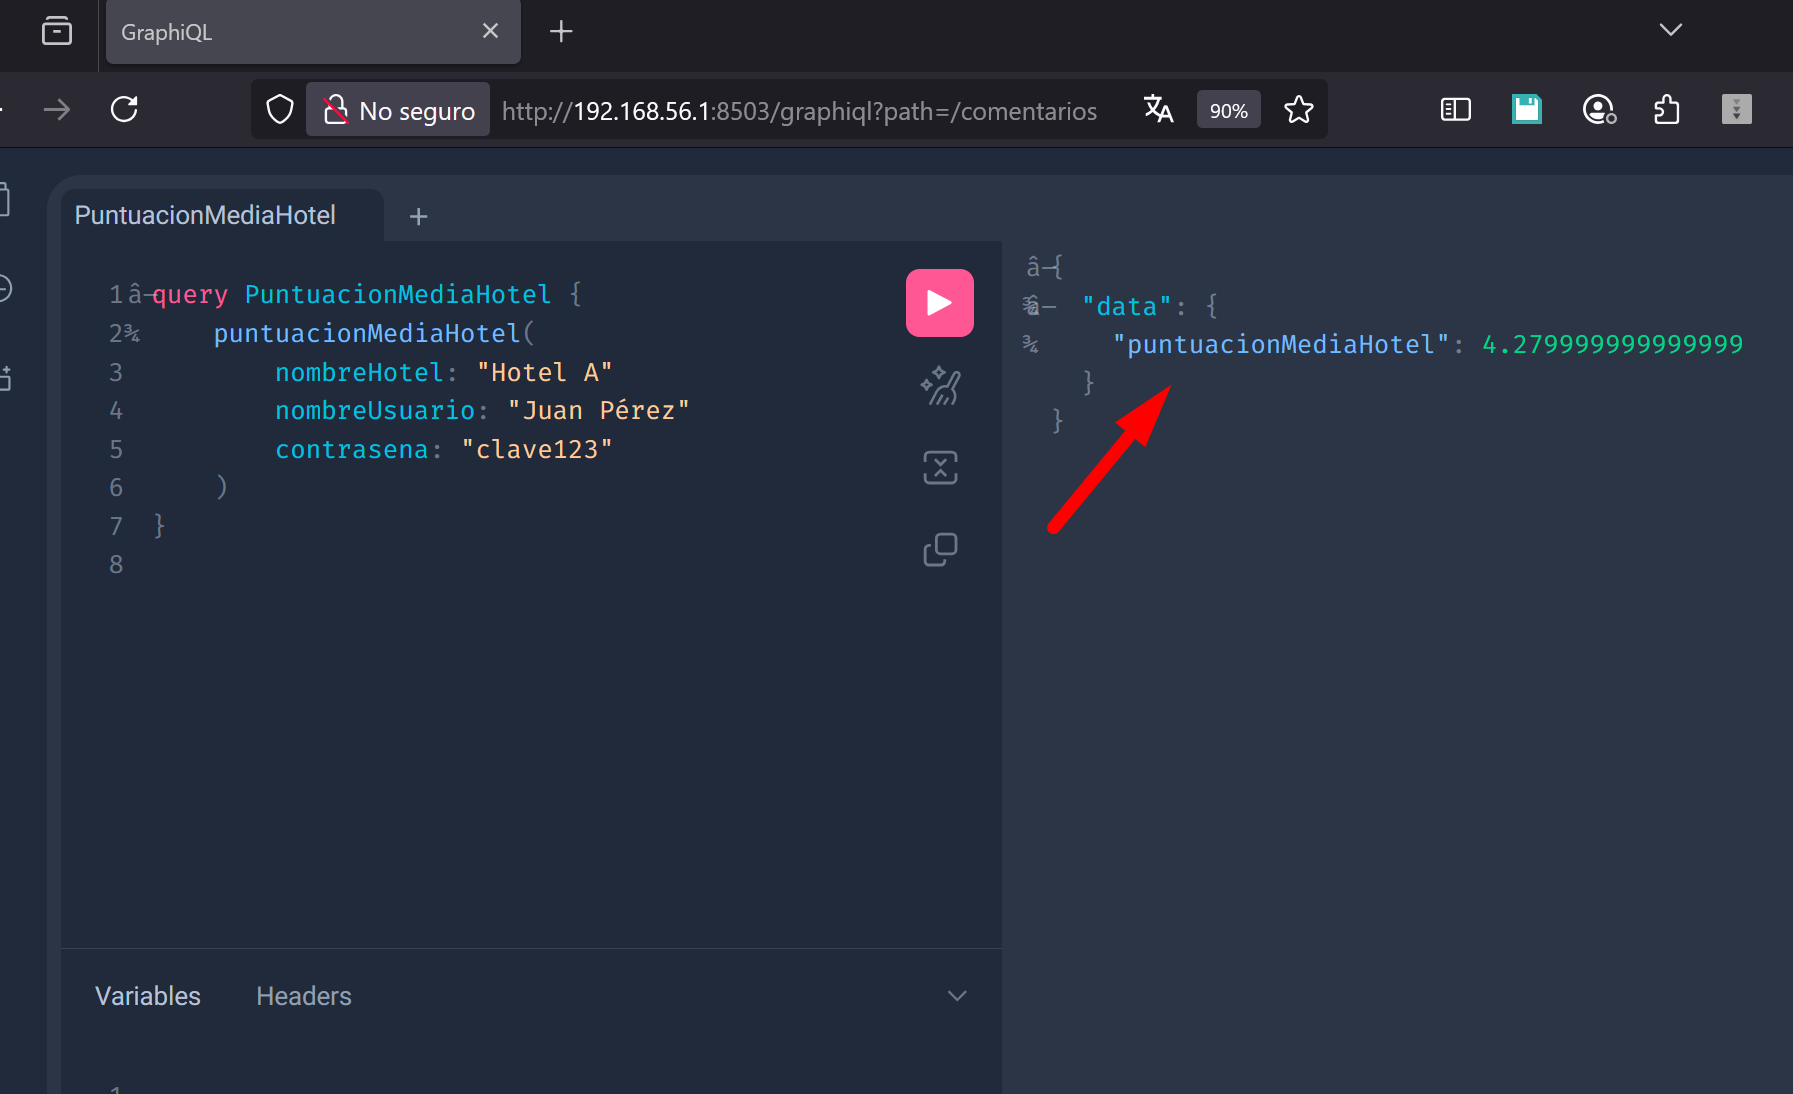 GraphiQL
No seguro http://192.168.56.1:8503/graphiql?path=/comentarios 90%
PuntuacionMediaHotel
1 â–query PuntuacionMediaHotel {
2¾ puntuacionMediaHotel(
3 nombreHotel: "Hotel A"
4 nombreUsuario: "Juan Pérez"
5 contrasena: "clave123"
6 )
7 }
8
â–{
¾â– "data": {
¾ "puntuacionMediaHotel": 4.279999999999999
}
}
Variables Headers
1